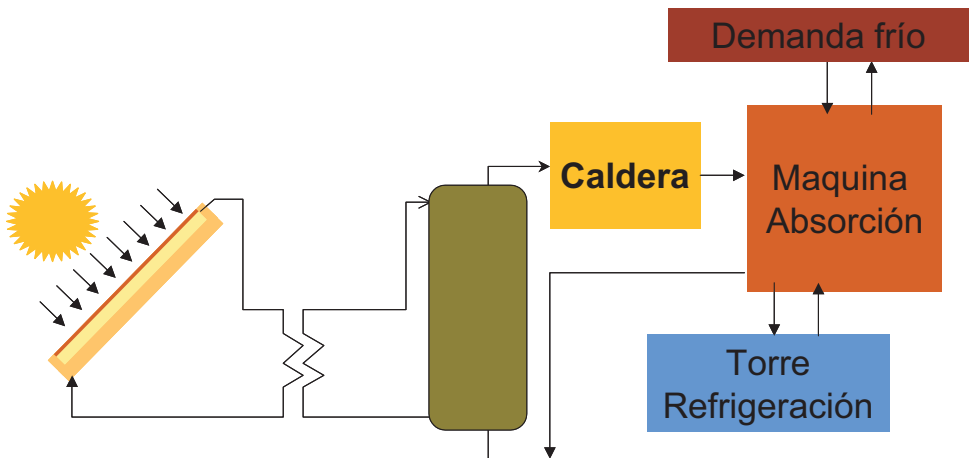 Demanda frío
Caldera
Maquina
Absorción
Torre
Refrigeración